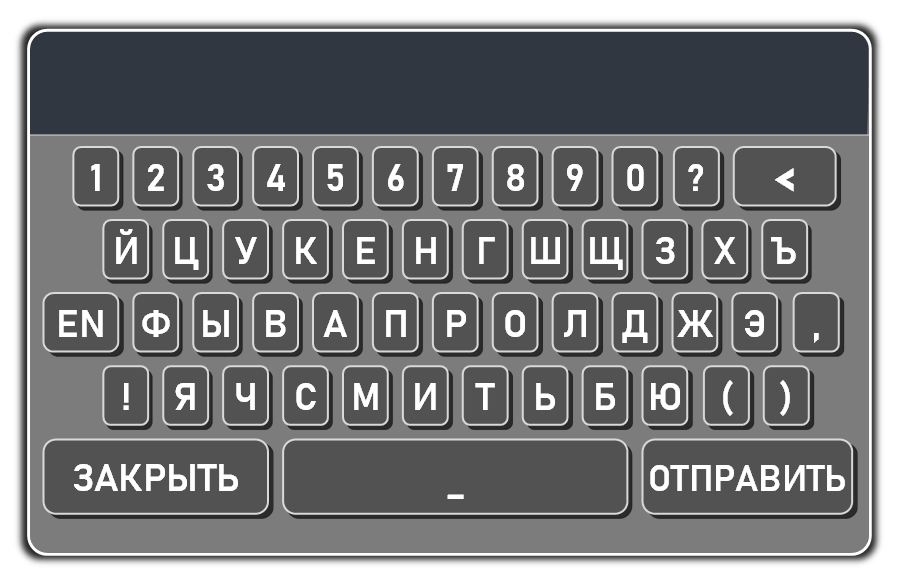 1 2 3 4 5 6 7 8 9 0 ? <
Й Ц У К Е Н Г Ш Щ З Х Ъ
EN Ф Ы В А П Р О Л Д Ж Э ,
! Я Ч С М И Т Ь Б Ю ( )
ЗАКРЫТЬ _ ОТПРАВИТЬ